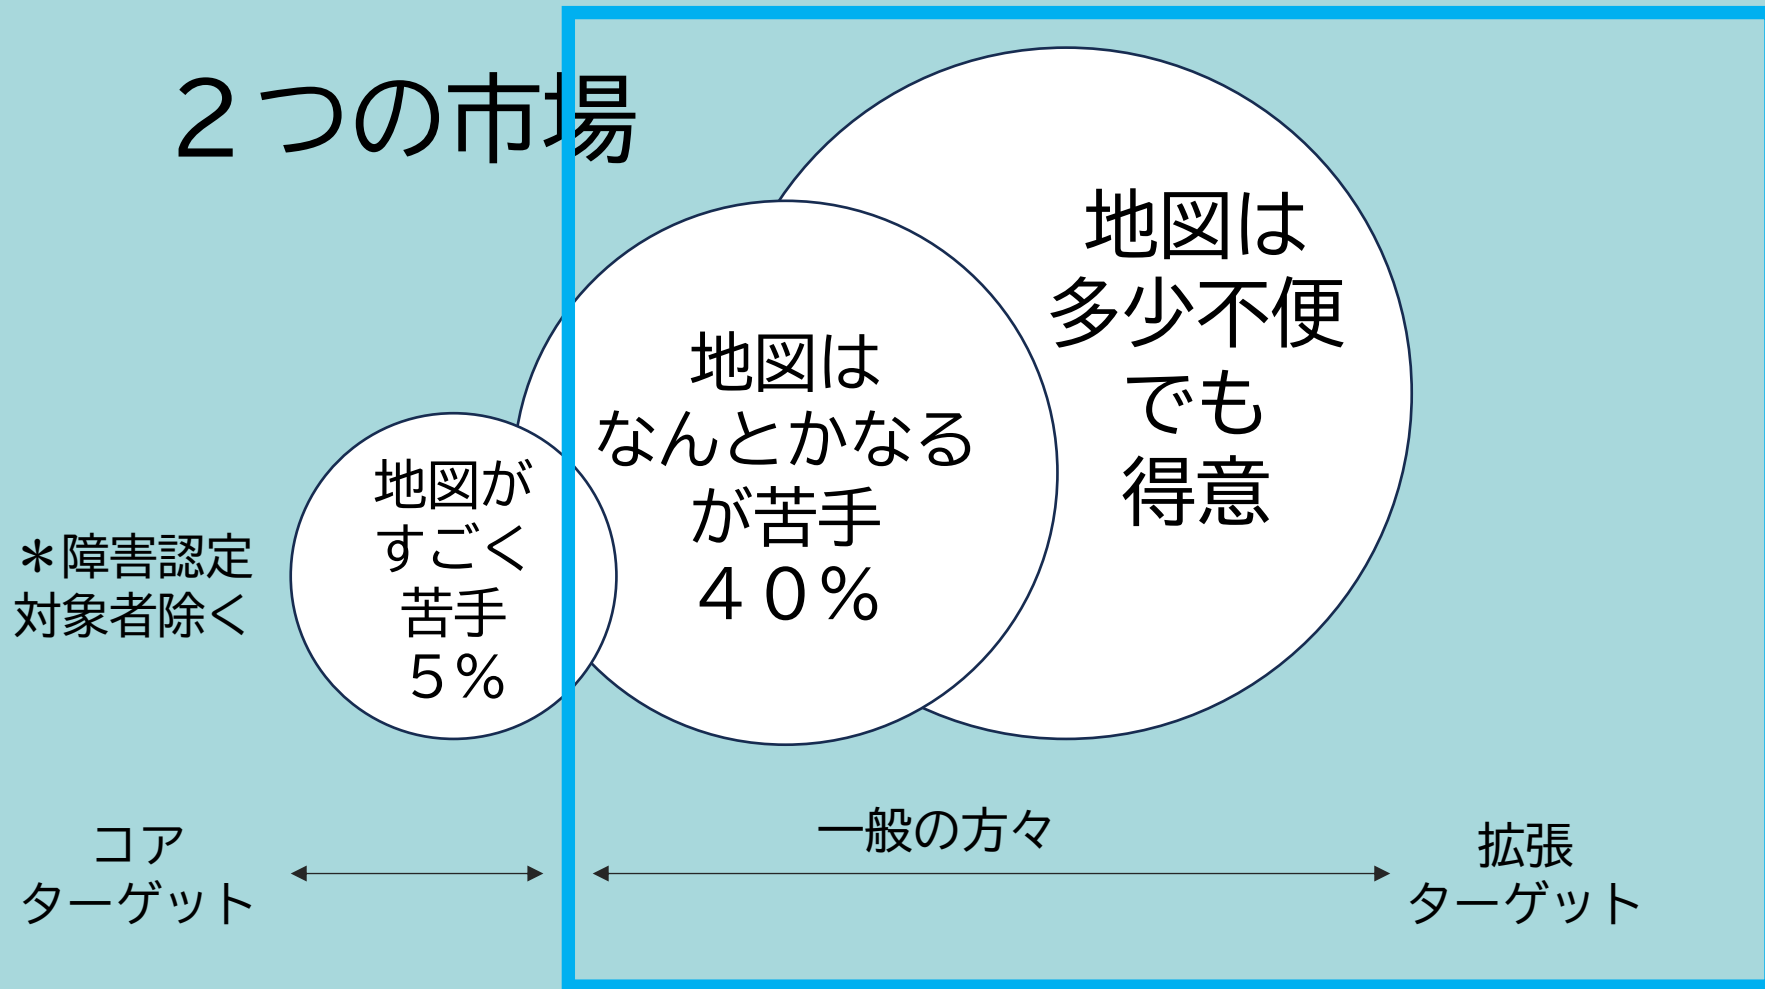 ２つの市場
地図は
多少不便
でも
得意
地図は
なんとかなる
が苦手
４０％
地図が
すごく
苦手
５％
＊障害認定
対象者除く
一般の方々
コア
ターゲット
拡張
ターゲット